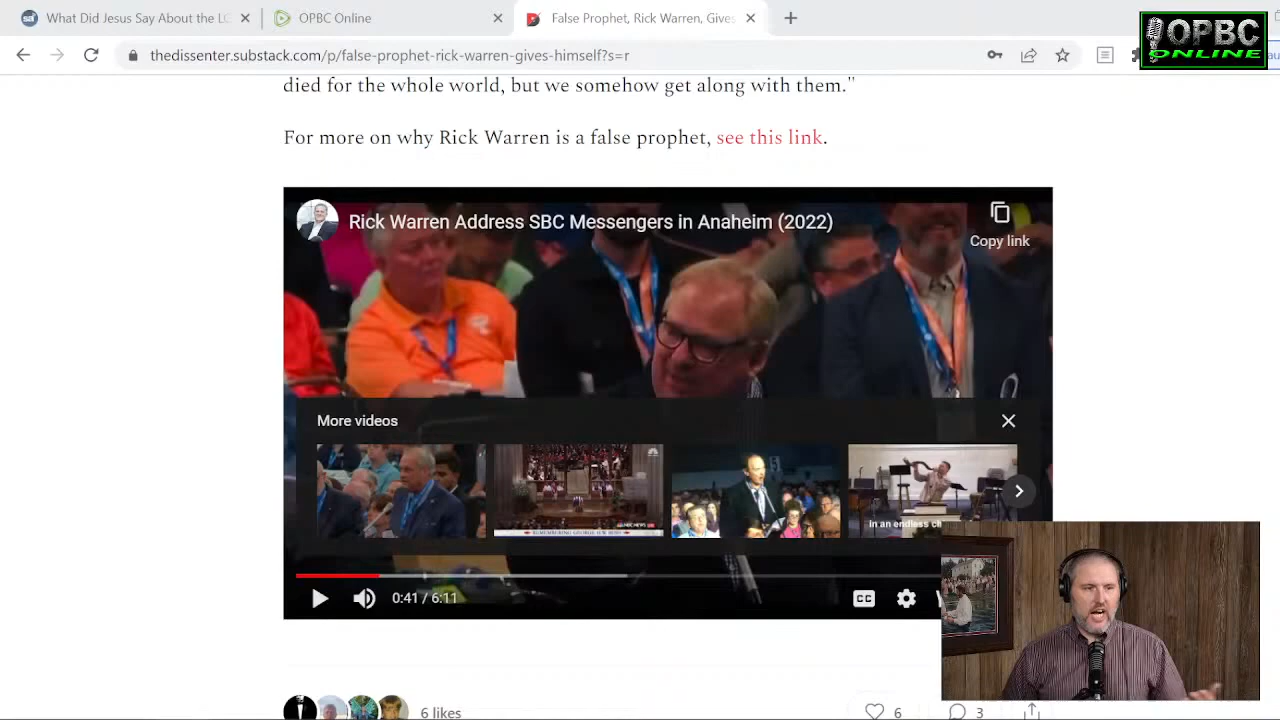 What Did Jesus Say About the L
OPBC Online
False Prophet, Rick Warren, Gives
OPBC
ONLINE
thedissenter.substack.com/p/false-prophet-r
n-gives-himself?s=r
died for the whole world, but we somehow get along with them."
For more on why Rick Warren is a false prophet, see this link.
Rick Warren Address SBC Messengers in Anaheim (2022)
Copy link
More videos
In an endless
0:41 / 6:11
CC
6 likes
6
3